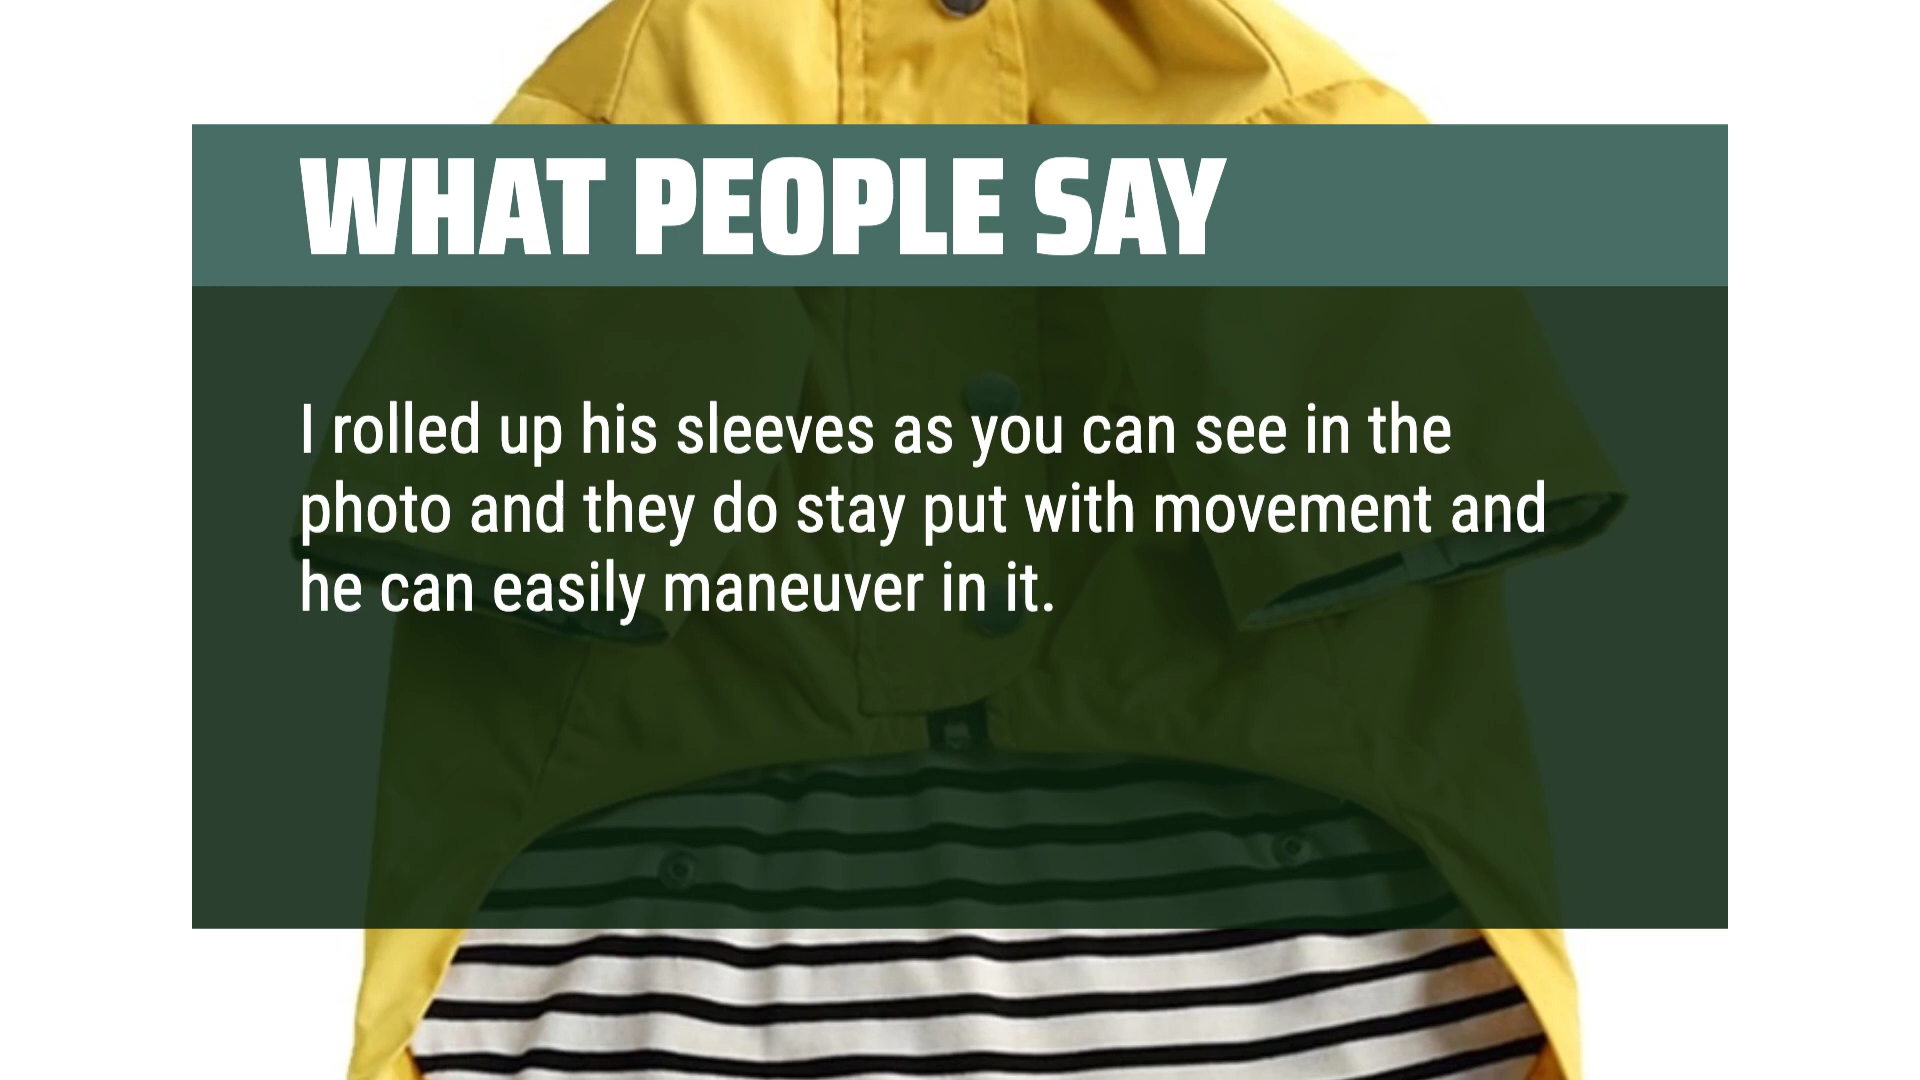 WHAT PEOPLE SAY
I rolled up his sleeves as you can see in the
photo and they do stay put with movement and
he can easily maneuver in it.